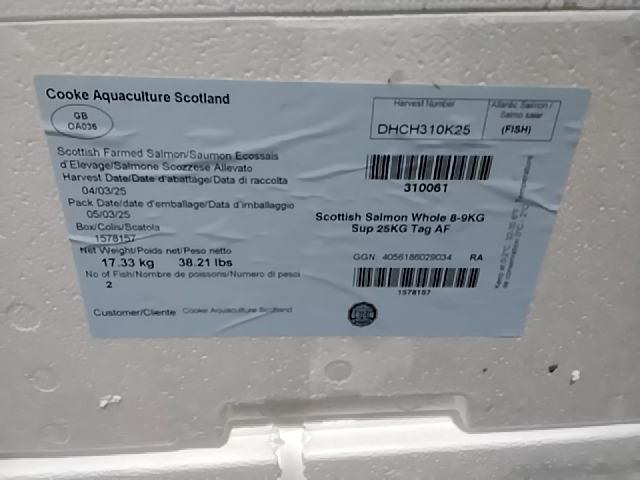 Cooke Aquaculture Scotland
GB
OA036
Scottish Farmed Salmon/Saumon Ecossais
d'Elevage/Salmone Scozzese Allevato
Harvest Date/Date d'abattage/Data di raccolta
04/03/25
Pack Date/date d'emballage/Data d'imballagio
05/03/25
Box/Colis/Scatola
1578157
Net Weight/Poids net/Peso netto
17.33 kg 38.21 lbs
No of Fish/Nombre de poissons/Numero di pesci
2
Customer/Cliente: Cooke Aquaculture Scotland
Harvest Number
DHCH310K25
Atlantic Salmon /
Salmo salar
(FISH)
310061
Scottish Salmon Whole 8-9KG
Sup 25KG Tag AF
GGN 4056186029034 RA
1578157